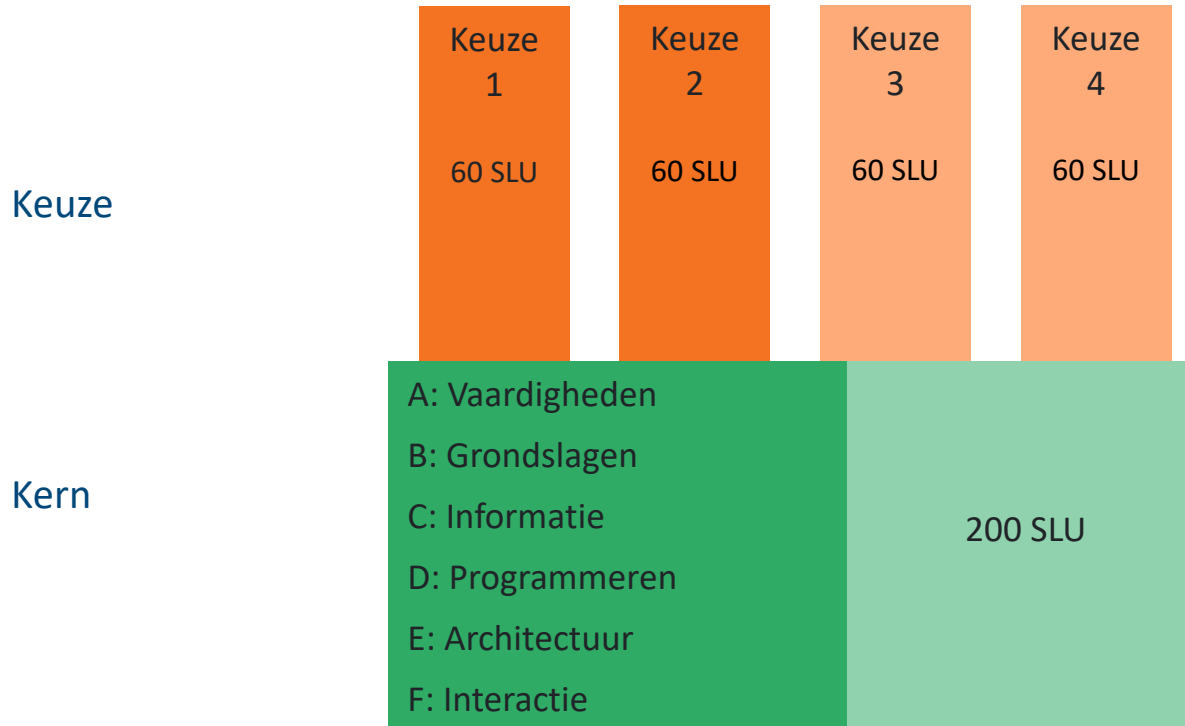 Keuze
1
60 SLU
Keuze
2
60 SLU
Keuze
3
60 SLU
Keuze
4
60 SLU
Keuze
Kern
A: Vaardigheden
B: Grondslagen
C: Informatie
D: Programmeren
E: Architectuur
F: Interactie
200 SLU